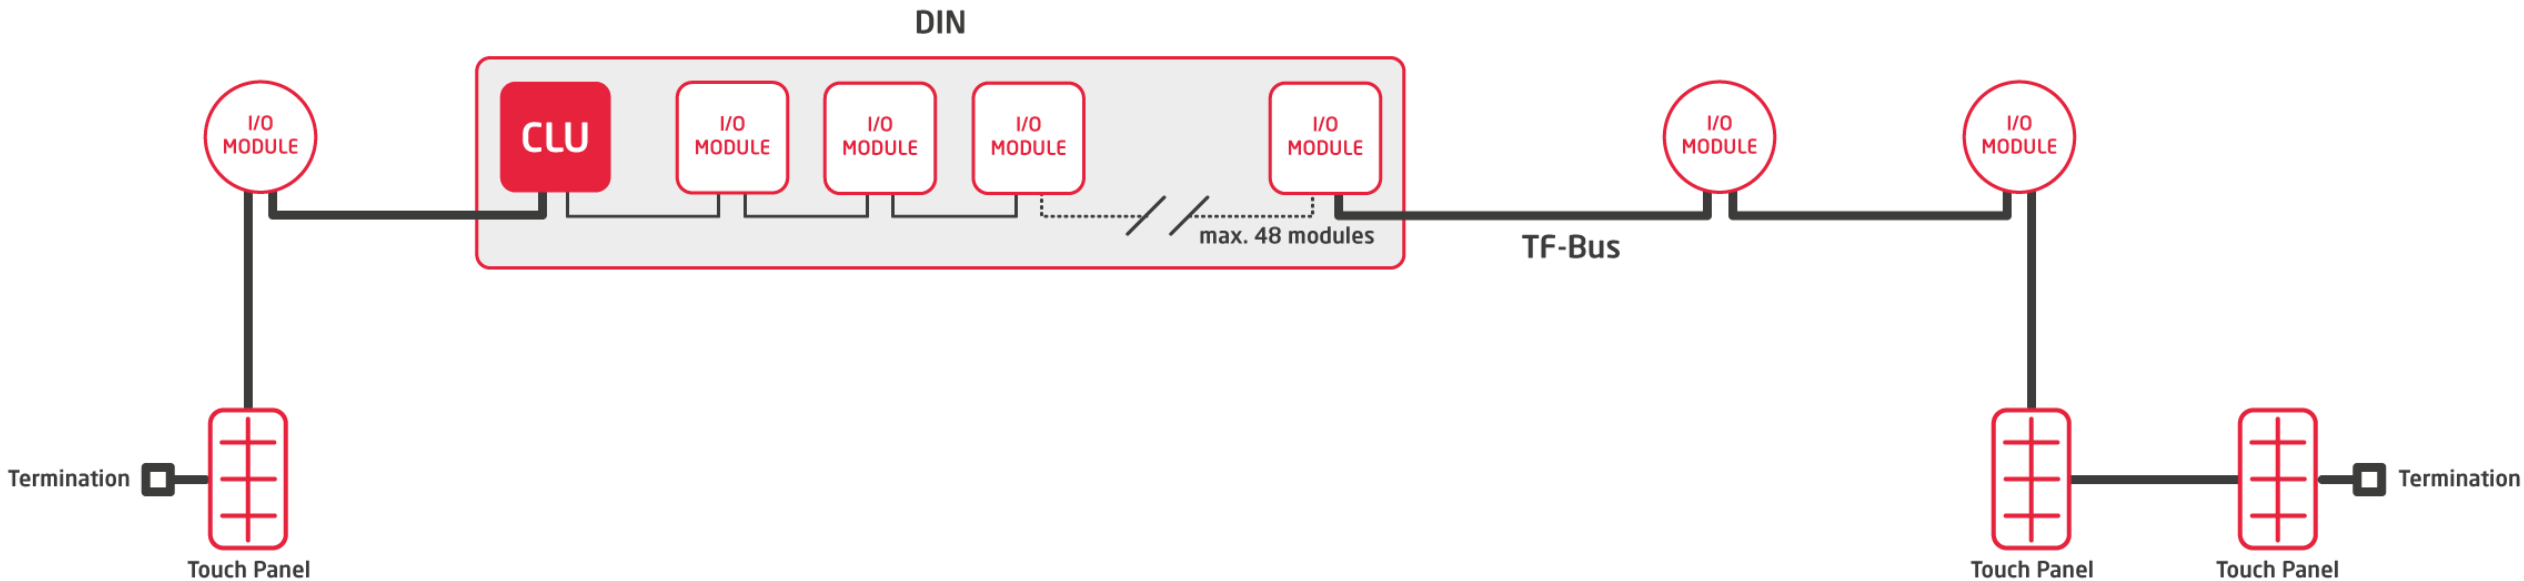 DIN
I/O
MODULE
CLU
I/O
MODULE
I/O
MODULE
I/O
MODULE
I/O
MODULE
I/O
MODULE
I/O
MODULE
max. 48 modules
TF-Bus
Termination
Termination
Touch Panel
Touch Panel
Touch Panel